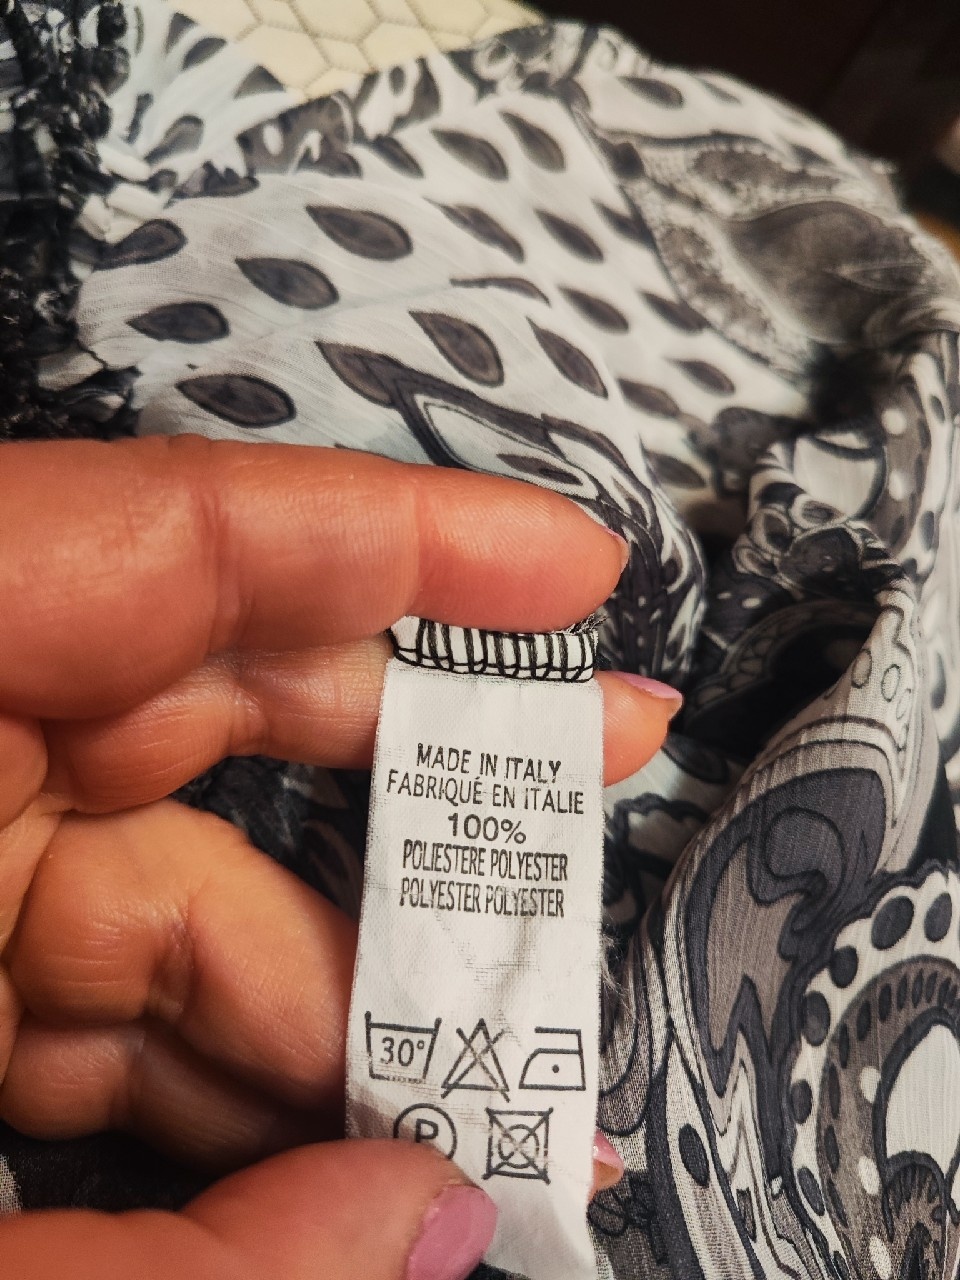 MADE IN ITALY
FABRIQUÉ EN ITALIE
100%
POLIESTERE POLYESTER
POLYESTER POLYESTER
30°
P